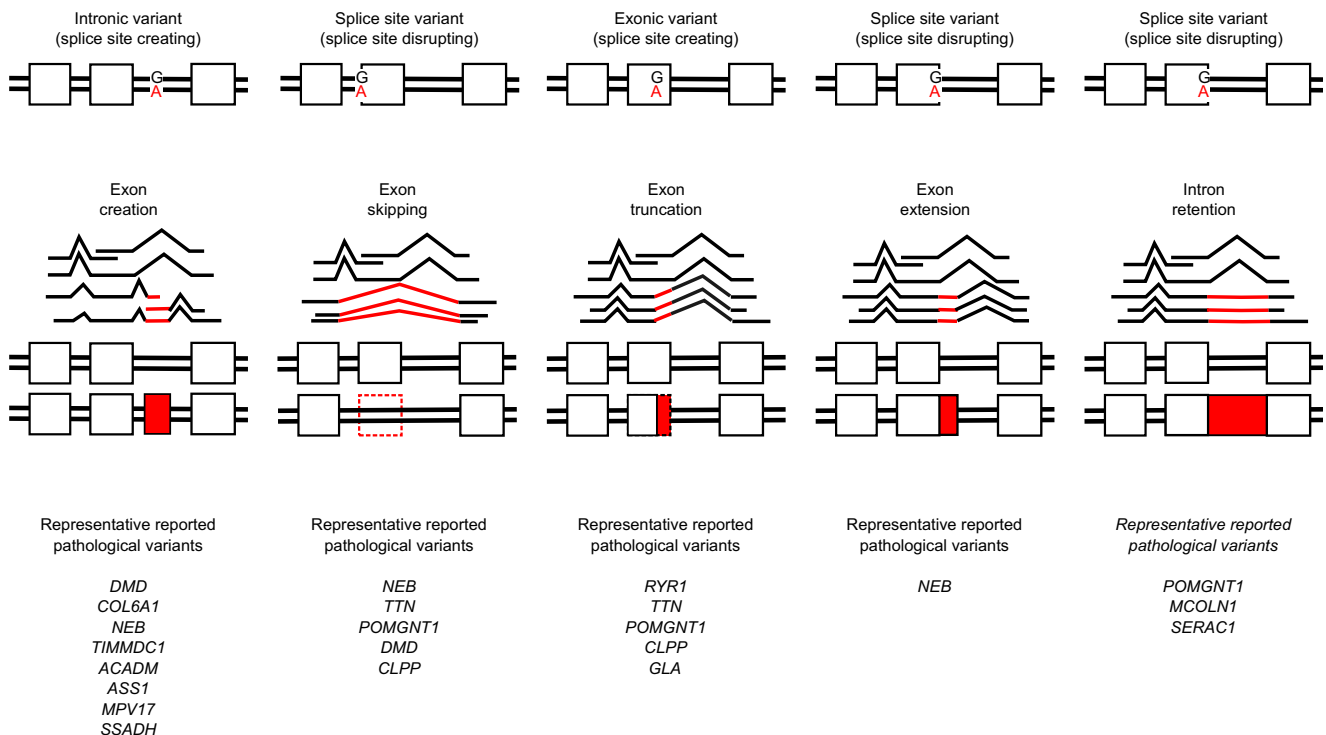 Intronic variant
(splice site creating)
Splice site variant
(splice site disrupting)
Exonic variant
(splice site creating)
Splice site variant
(splice site disrupting)
Splice site variant
(splice site disrupting)
G
A
G
A
G
A
G
A
G
A
Exon
creation
Exon
skipping
Exon
truncation
Exon
extension
Intron
retention
Representative reported
pathological variants
DMD
COL6A1
NEB
TIMMDC1
ACADM
ASS1
MPV17
SSADH
Representative reported
pathological variants
NEB
TTN
POMGNT1
DMD
CLPP
Representative reported
pathological variants
RYR1
TTN
POMGNT1
CLPP
GLA
Representative reported
pathological variants
NEB
Representative reported
pathological variants
POMGNT1
MCOLN1
SERAC1